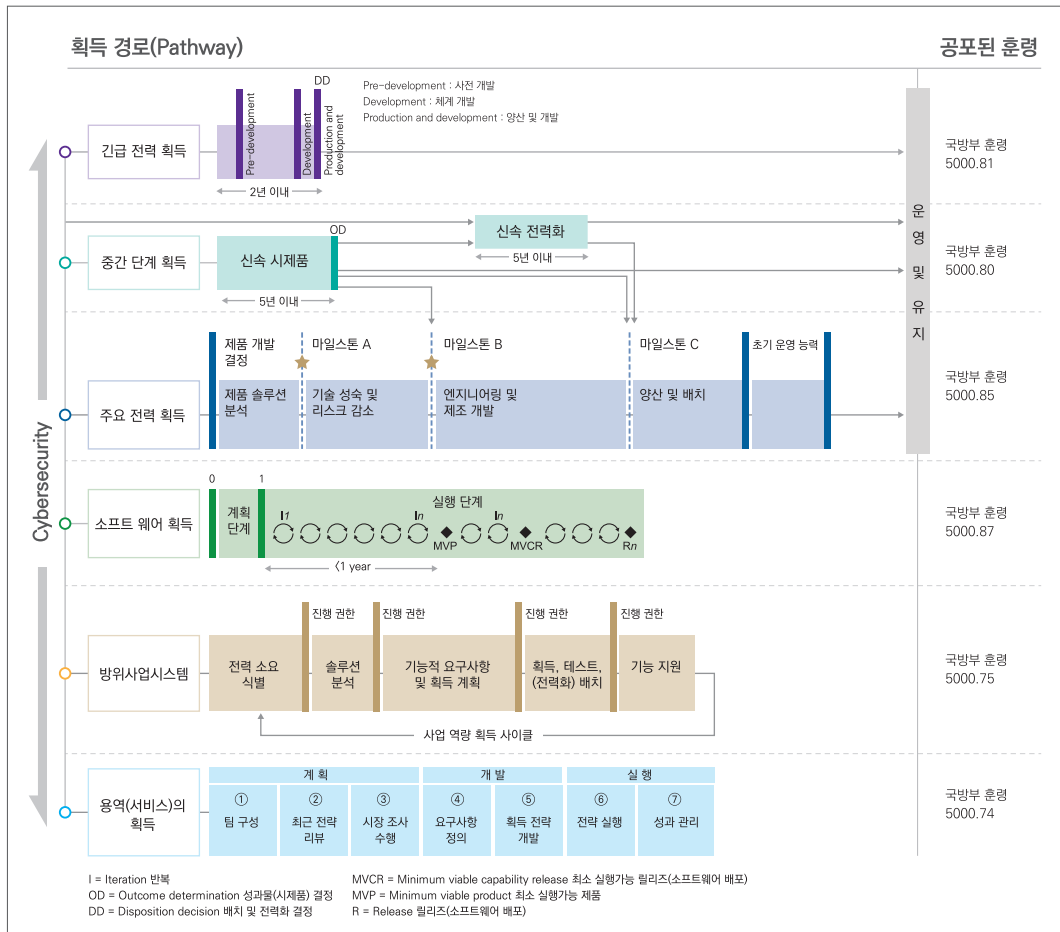 획득 경로(Pathway)
공포된 훈령
DD
Pre-development : 사전 개발
Development : 체계 개발
Production and development : 양산 및 개발
긴급 전력 획득
Pre-development
Development
Production and
development
2년 이내
국방부 훈령
5000.81
운영 및 유지
중간 단계 획득
신속 시제품
OD
5년 이내
신속 전력화
5년 이내
국방부 훈령
5000.80
Cybersecurity
주요 전력 획득
제품 개발
결정
마일스톤 A
마일스톤 B
마일스톤 C
초기 운영 능력
제품 솔루션
분석
기술 성숙 및
리스크 감소
엔지니어링 및
제조 개발
양산 및 배치
국방부 훈령
5000.85
소프트 웨어 획득
0
1
계획
단계
실행 단계
I1
In
In
MVP
MVCR
Rn
<1 year
국방부 훈령
5000.87
방위사업시스템
진행 권한
진행 권한
진행 권한
진행 권한
전력 소요
식별
솔루션
분석
기능적 요구사항
및 획득 계획
획득, 테스트,
(전력화) 배치
기능 지원
사업 역량 획득 사이클
국방부 훈령
5000.75
용역(서비스)의
획득
계 획
개 발
실 행
①
팀 구성
②
최근 전략
리뷰
③
시장 조사
수행
④
요구사항
정의
⑤
획득 전략
개발
⑥
전략 실행
⑦
성과 관리
국방부 훈령
5000.74
I = Iteration 반복
OD = Outcome determination 성과물(시제품) 결정
DD = Disposition decision 배치 및 전력화 결정
MVCR = Minimum viable capability release 최소 실행가능 릴리즈(소프트웨어 배포)
MVP = Minimum viable product 최소 실행가능 제품
R = Release 릴리즈(소프트웨어 배포)